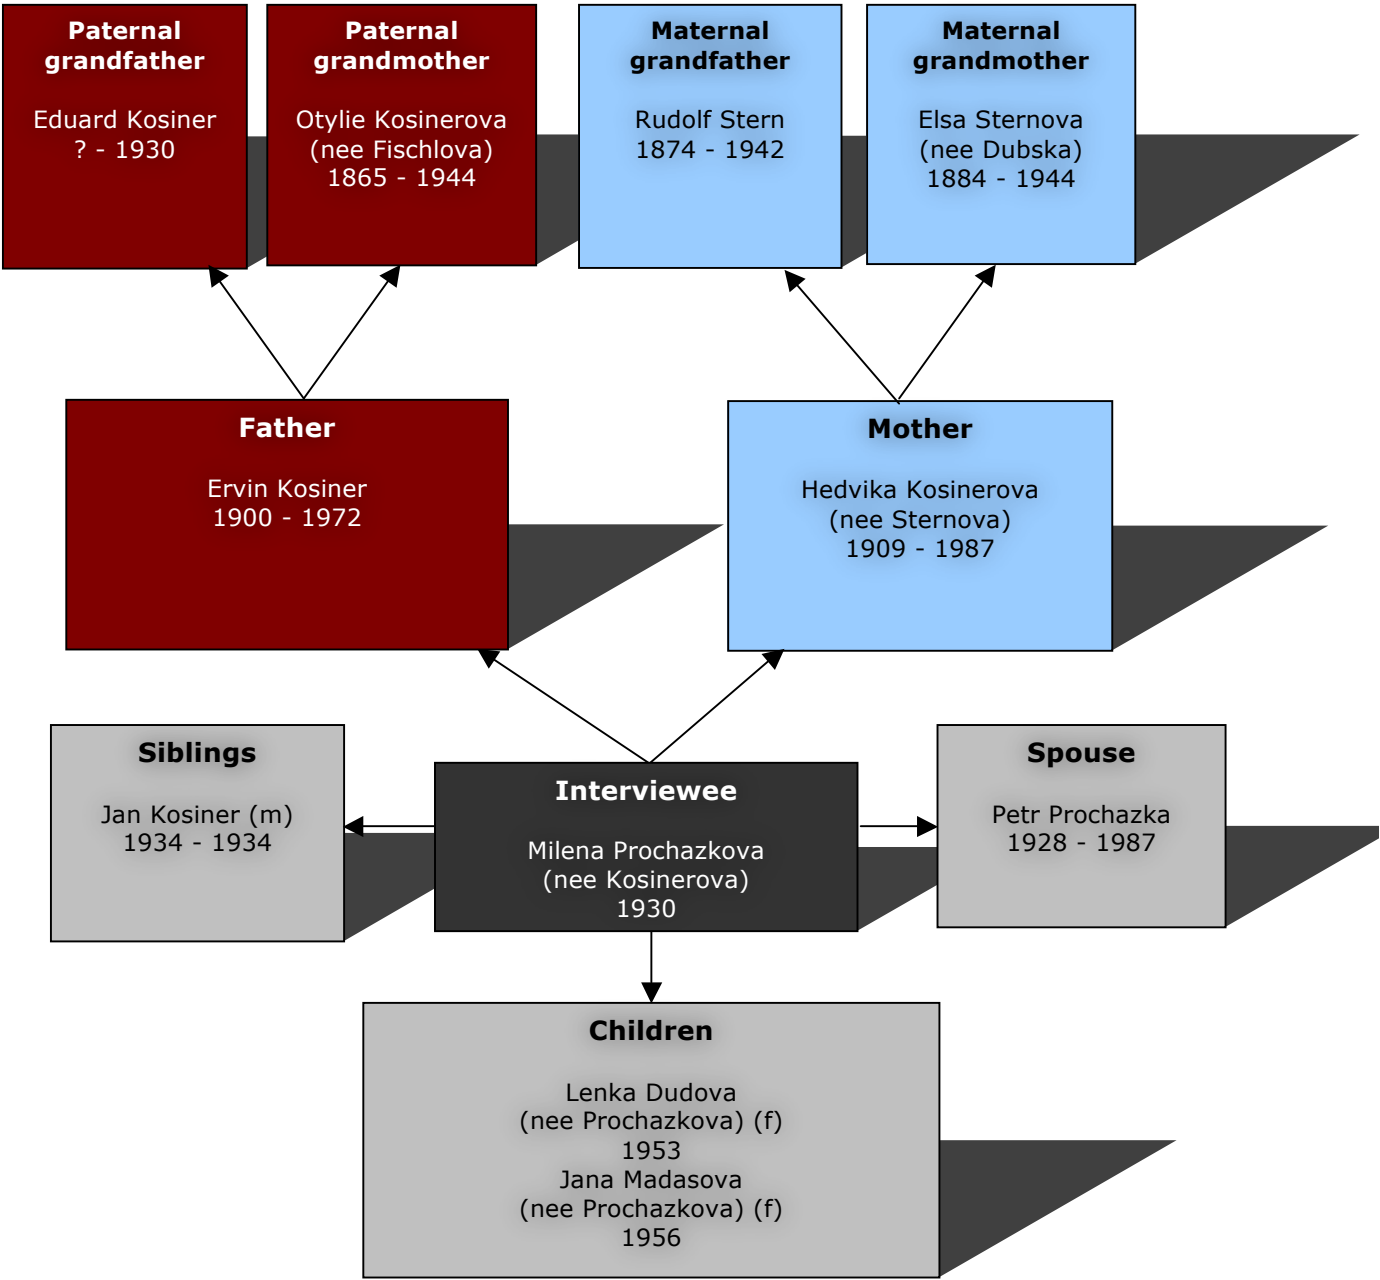 Paternal
grandfather
Eduard Kosiner
? - 1930
Paternal
grandmother
Otylie Kosinerova
(nee Fischlova)
1865 - 1944
Maternal
grandfather
Rudolf Stern
1874 - 1942
Maternal
grandmother
Elsa Sternova
(nee Dubska)
1884 - 1944
Father
Ervin Kosiner
1900 - 1972
Mother
Hedvika Kosinerova
(nee Sternova)
1909 - 1987
Siblings
Jan Kosiner (m)
1934 - 1934
Interviewee
Milena Prochazkova
(nee Kosinerova)
1930
Spouse
Petr Prochazka
1928 - 1987
Children
Lenka Dudova
(nee Prochazkova) (f)
1953
Jana Madasova
(nee Prochazkova) (f)
1956